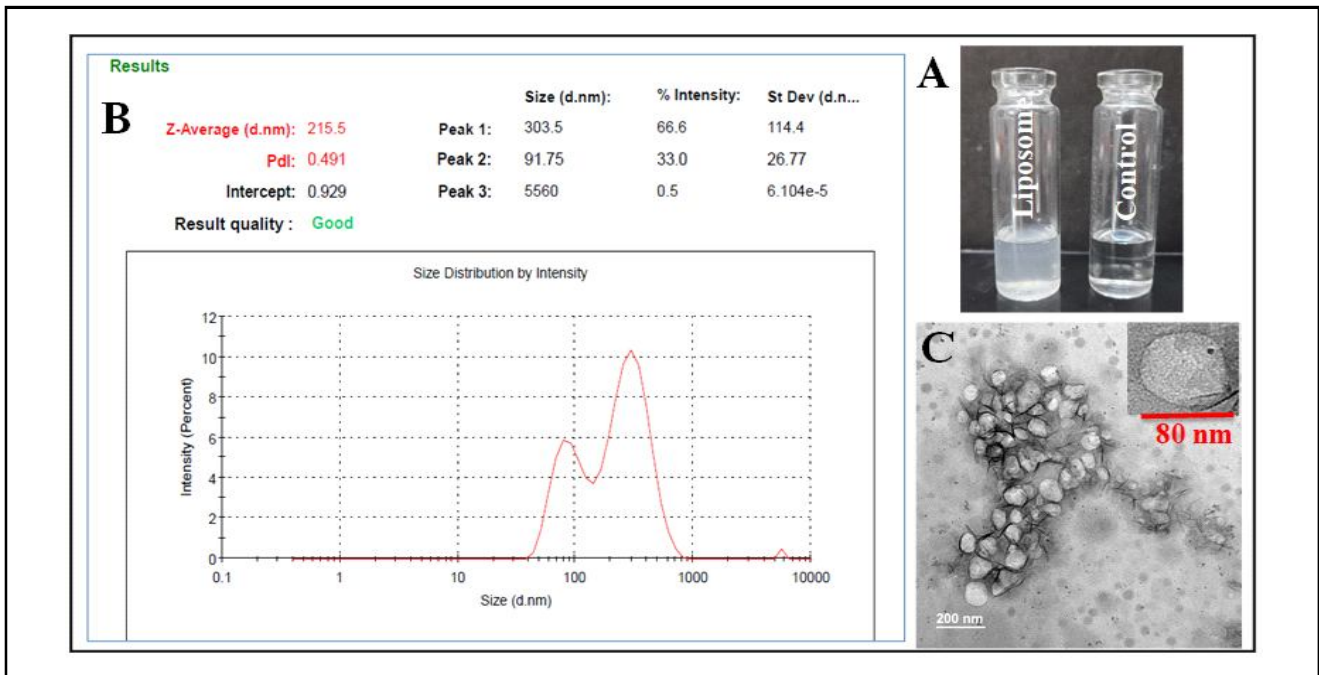 Results
B
Size (d.nm): % Intensity: St Dev (d.n...
Z-Average (d.nm): 215.5 Peak 1: 303.5 66.6 114.4
PdI: 0.491 Peak 2: 91.75 33.0 26.77
Intercept: 0.929 Peak 3: 5560 0.5 6.104e-5
Result quality : Good
Size Distribution by Intensity
Intensity (Percent)
12
10
8
6
4
2
0
0.1 1 10 100 1000 10000
Size (d.nm)
A
Liposome
Control
C
80 nm
200 nm